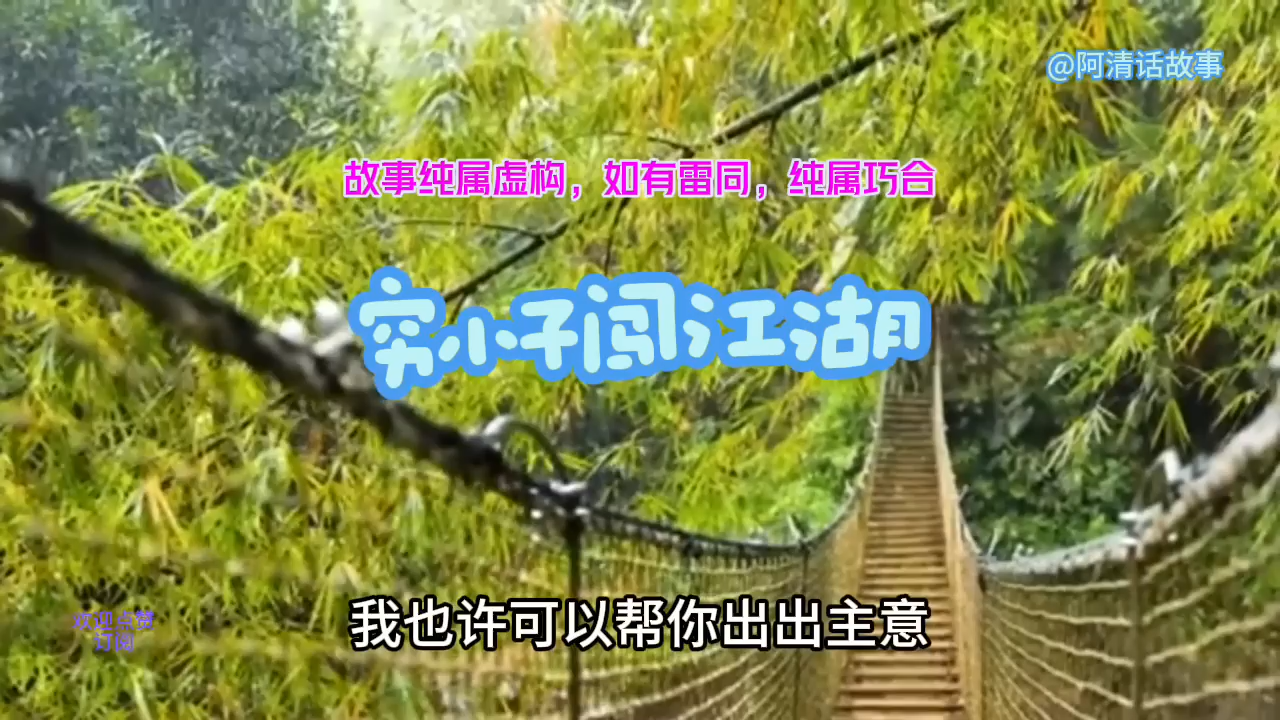 @阿清话故事
故事纯属虚构，如有雷同，纯属巧合
穷小子闯江湖
欢迎点赞
订阅
我也许可以帮你出出主意